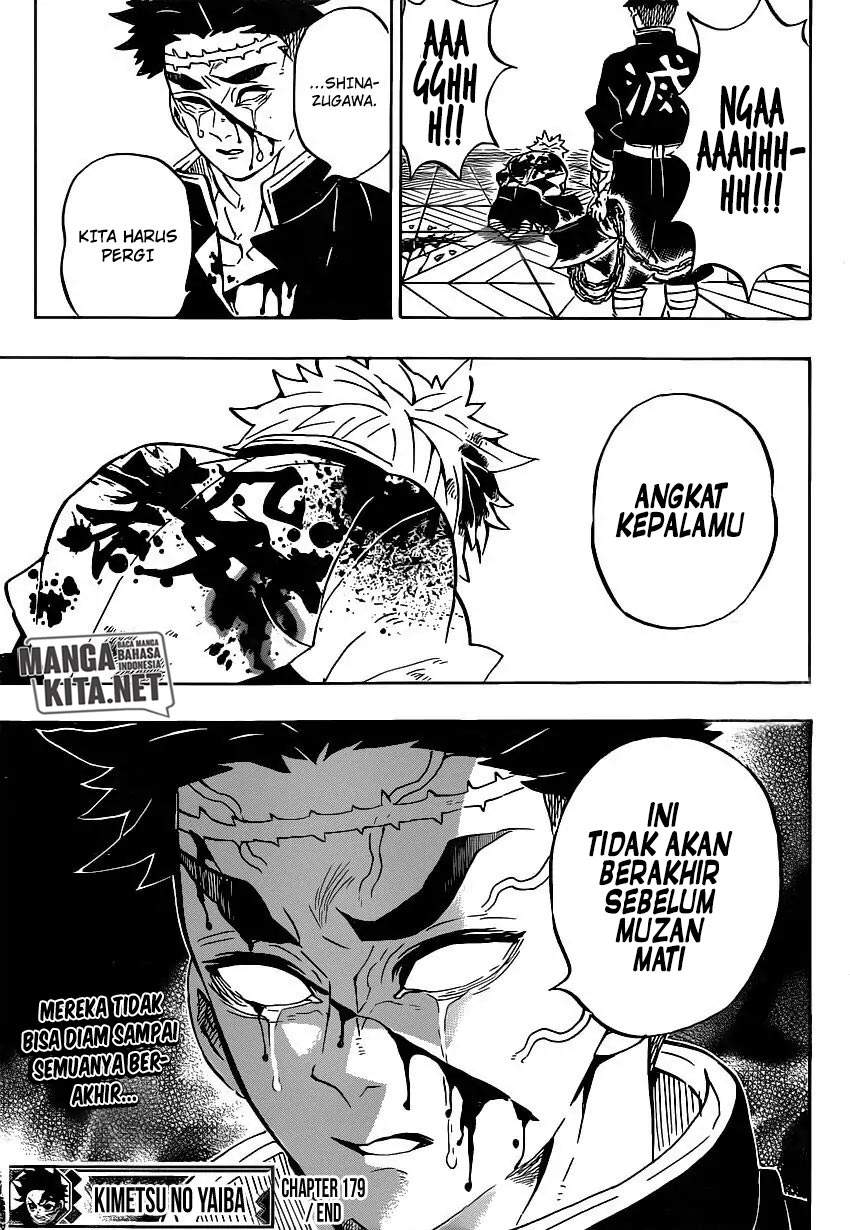 AAA
GGHH
H!!
NGAA
AAAHHH-
HH!!!
滅
...SHINA-
ZUGAWA.
KITA HARUS
PERGI
ANGKAT
KEPALAMU
MANGA
KITA.NET
BACA MANGA
BAHASA
INDONESIA
INI
TIDAK AKAN
BERAKHIR
SEBELUM
MUZAN
MATI
MEREKA TIDAK
BISA DIAM SAMPAI
SEMUANYA BER-
AKHIR...
KIMETSU NO YAIBA
CHAPTER 179
/ END